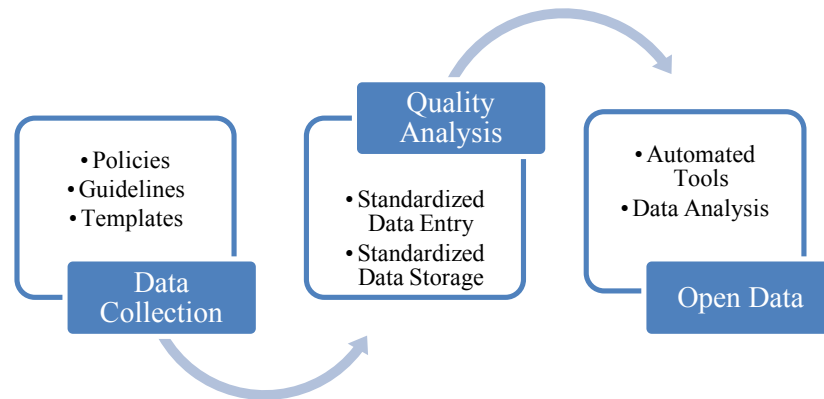 • Policies
• Guidelines
• Templates
Data
Collection
Quality
Analysis
• Standardized
Data Entry
• Standardized
Data Storage
• Automated
Tools
• Data Analysis
Open Data